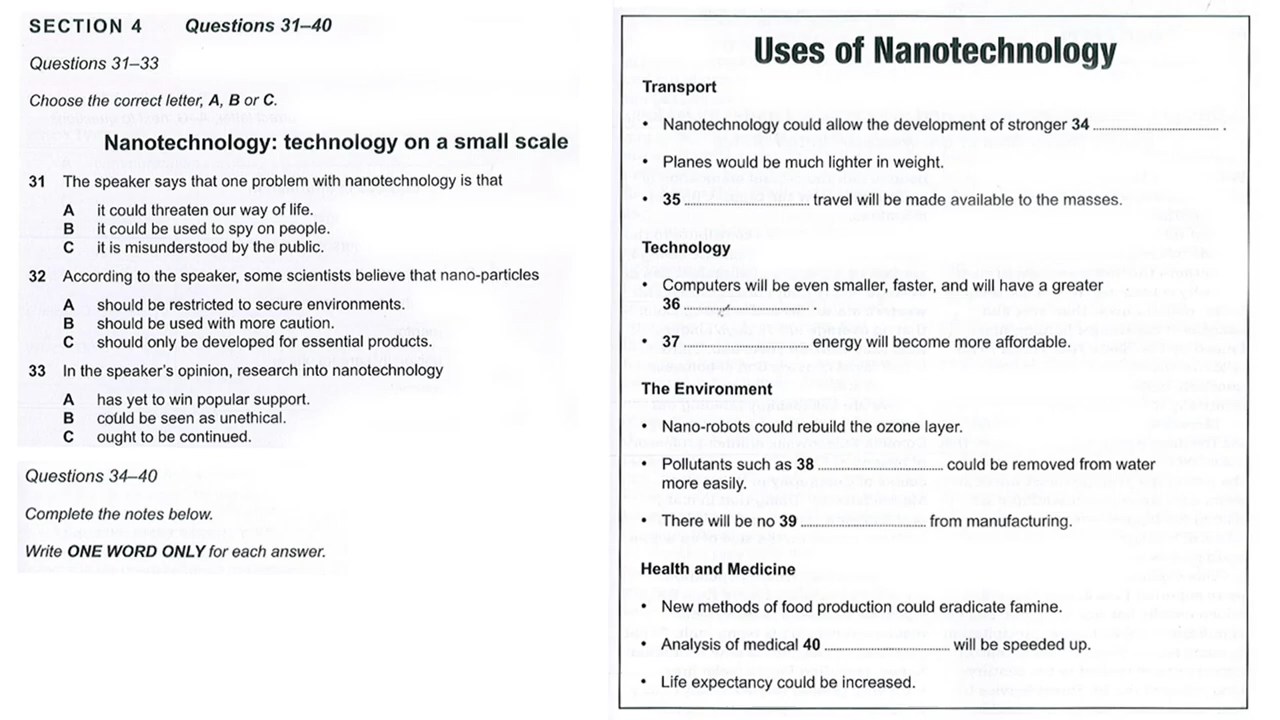 SECTION 4 Questions 31–40
Questions 31–33
Choose the correct letter, A, B or C.
Nanotechnology: technology on a small scale
31 The speaker says that one problem with nanotechnology is that
A it could threaten our way of life.
B it could be used to spy on people.
C it is misunderstood by the public.
32 According to the speaker, some scientists believe that nano-particles
A should be restricted to secure environments.
B should be used with more caution.
C should only be developed for essential products.
33 In the speaker's opinion, research into nanotechnology
A has yet to win popular support.
B could be seen as unethical.
C ought to be continued.
Questions 34–40
Complete the notes below.
Write ONE WORD ONLY for each answer.
Uses of Nanotechnology
Transport
• Nanotechnology could allow the development of stronger 34 .............................. .
• Planes would be much lighter in weight.
• 35 .............................. travel will be made available to the masses.
Technology
• Computers will be even smaller, faster, and will have a greater
36 .............................. .
• 37 .............................. energy will become more affordable.
The Environment
• Nano-robots could rebuild the ozone layer.
• Pollutants such as 38 .............................. could be removed from water
more easily.
• There will be no 39 .............................. from manufacturing.
Health and Medicine
• New methods of food production could eradicate famine.
Analysis of medical 40 .............................. will be speeded up.
• Life expectancy could be increased.